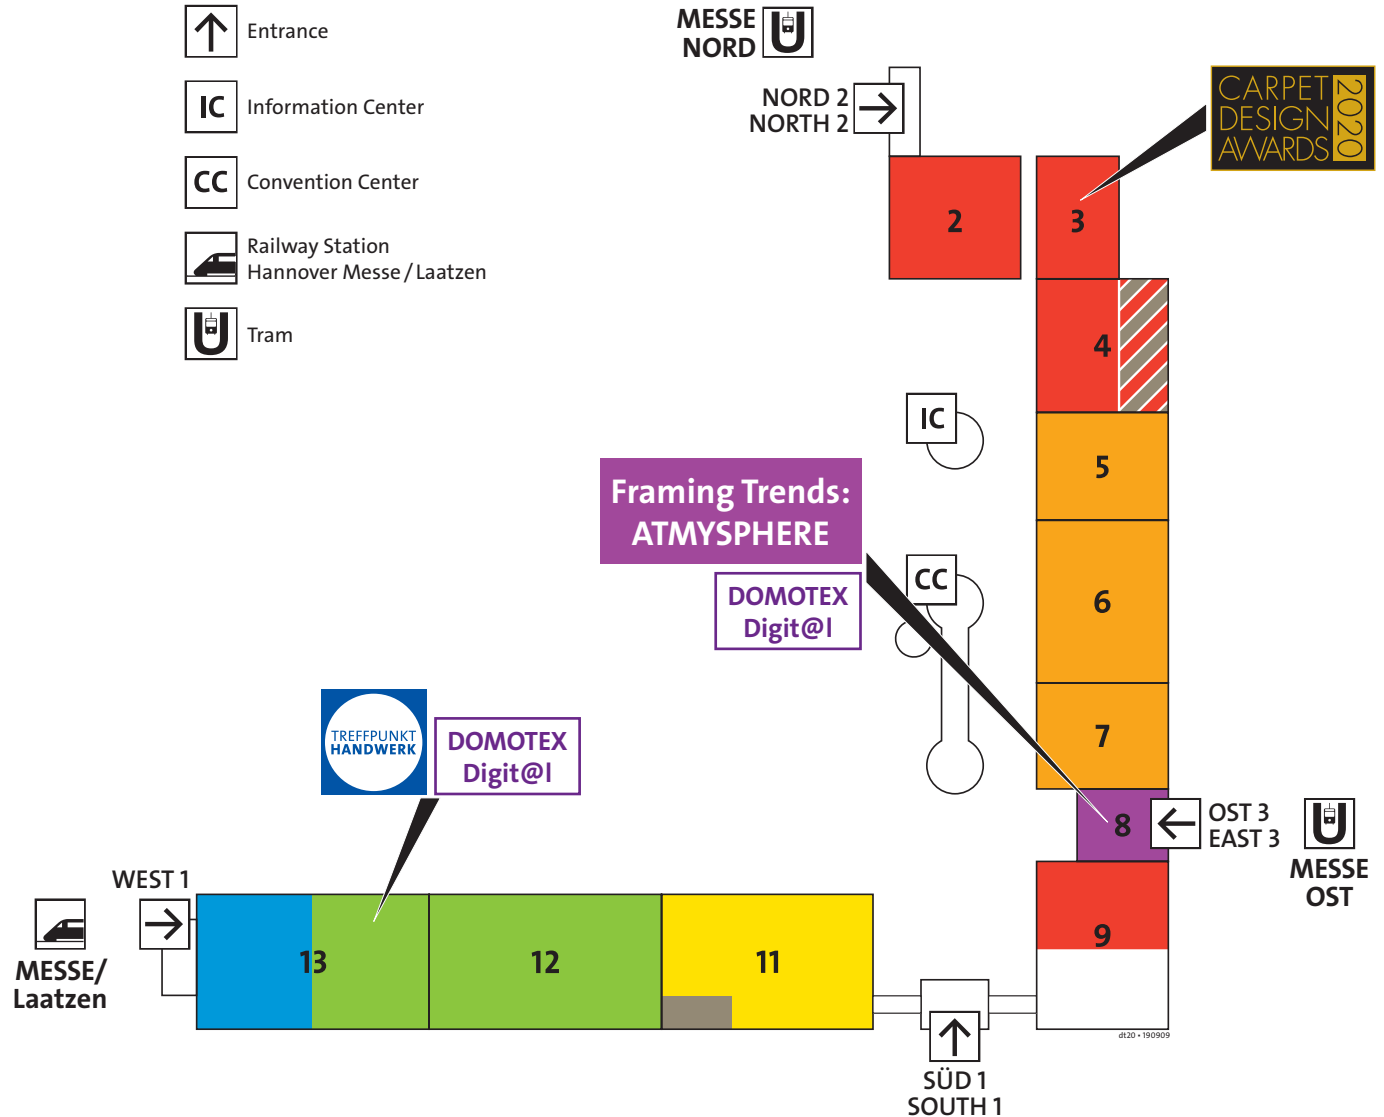 Entrance
IC
Information Center
CC
Convention Center
Railway Station
Hannover Messe / Laatzen
U
Tram
MESSE
NORD
U
NORD 2
NORTH 2
CARPET
DESIGN
AWARDS
2020
2
3
4
IC
5
Framing Trends:
ATMYSPHERE
CC
DOMOTEX
Digit@l
6
7
TREFFPUNKT
HANDWERK
DOMOTEX
Digit@l
8
OST 3
EAST 3
U
MESSE
OST
WEST 1
MESSE/
Laatzen
13
12
11
9
dt20 • 190909
SÜD 1
SOUTH 1